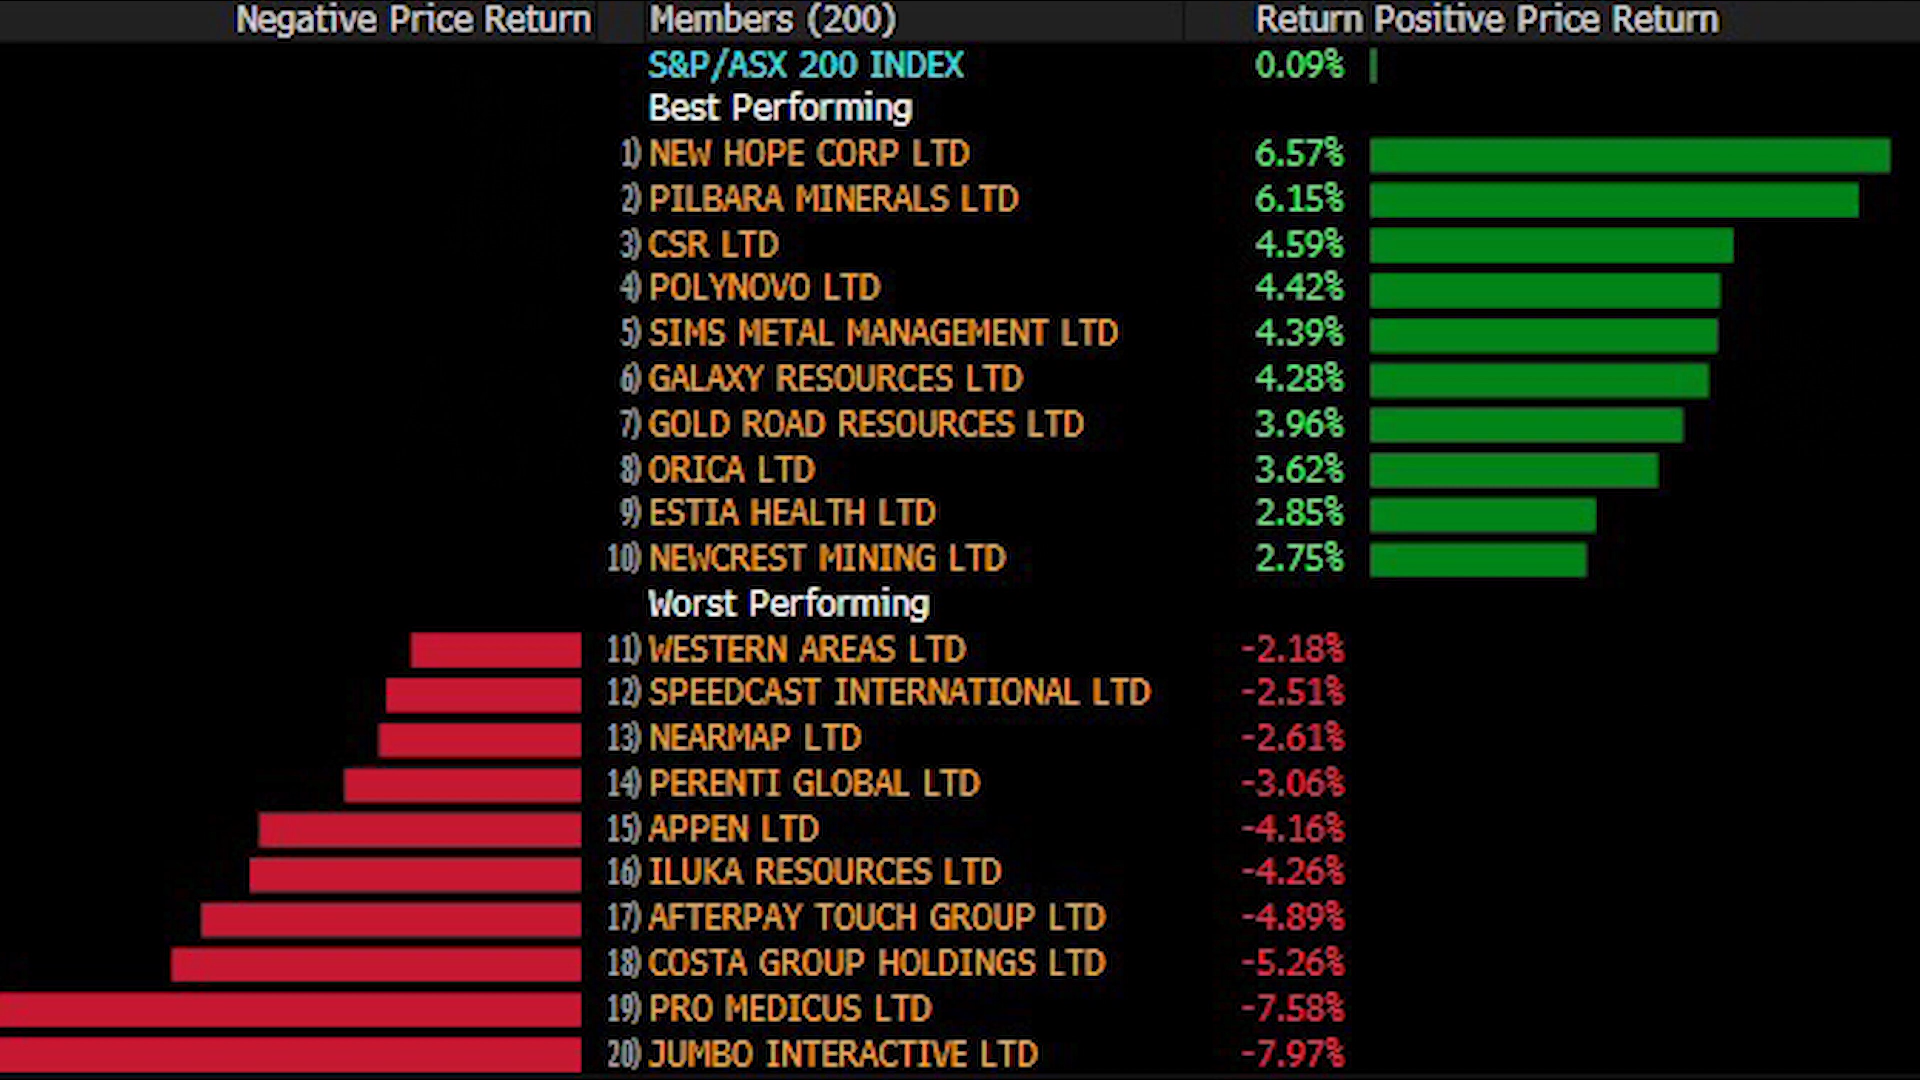 Negative Price Return Members (200) Return Positive Price Return
S&P/ASX 200 INDEX 0.09%
Best Performing
1) NEW HOPE CORP LTD 6.57%
2) PILBARA MINERALS LTD 6.15%
3) CSR LTD 4.59%
4) POLYNOVO LTD 4.42%
5) SIMS METAL MANAGEMENT LTD 4.39%
6) GALAXY RESOURCES LTD 4.28%
7) GOLD ROAD RESOURCES LTD 3.96%
8) ORICA LTD 3.62%
9) ESTIA HEALTH LTD 2.85%
10) NEWCREST MINING LTD 2.75%
Worst Performing
11) WESTERN AREAS LTD -2.18%
12) SPEEDCAST INTERNATIONAL LTD -2.51%
13) NEARMAP LTD -2.61%
14) PERENTI GLOBAL LTD -3.06%
15) APPEN LTD -4.16%
16) ILUKA RESOURCES LTD -4.26%
17) AFTERPAY TOUCH GROUP LTD -4.89%
18) COSTA GROUP HOLDINGS LTD -5.26%
19) PRO MEDICUS LTD -7.58%
20) JUMBO INTERACTIVE LTD -7.97%